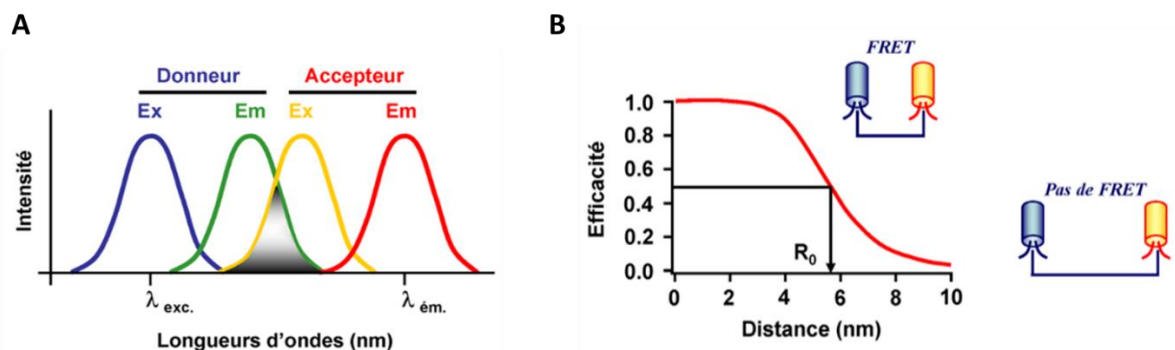 A
Donneur
Accepteur
Ex
Em
Ex
Em
Intensité
λ exc.
λ ém.
Longueurs d'ondes (nm)
B
FRET
1.0
0.8
0.6
0.4
0.2
0.0
Efficacité
R₀
0
2
4
6
8
10
Distance (nm)
Pas de FRET